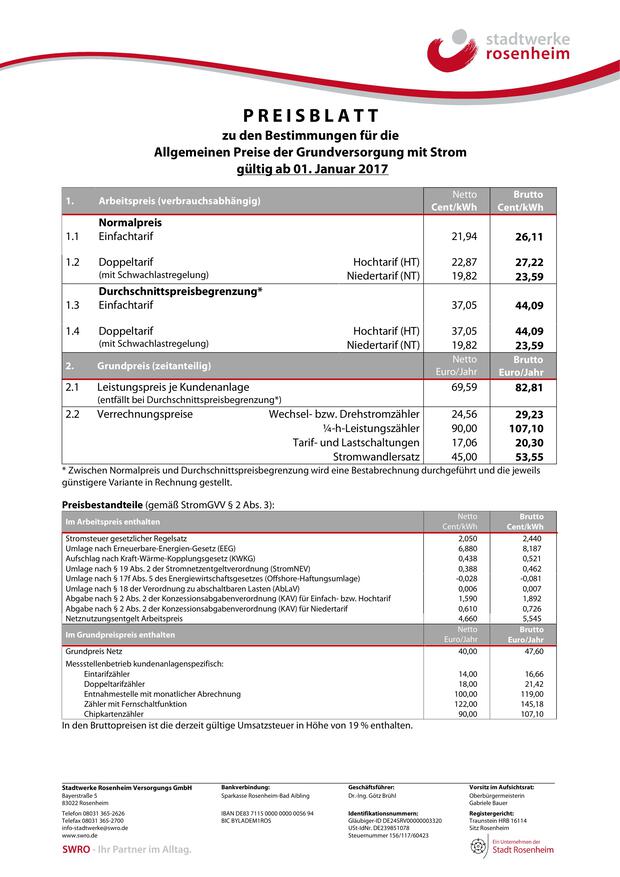 stadtwerke
rosenheim
PREISBLATT
zu den Bestimmungen für die
Allgemeinen Preise der Grundversorgung mit Strom
gültig ab 01. Januar 2017
1. Arbeitspreis (verbrauchsabhängig) Netto Cent/kWh Brutto Cent/kWh
Normalpreis
1.1 Einfachtarif 21,94 26,11
1.2 Doppeltarif Hochtarif (HT) 22,87 27,22
(mit Schwachlastregelung) Niedertarif (NT) 19,82 23,59
Durchschnittspreisbegrenzung*
1.3 Einfachtarif 37,05 44,09
1.4 Doppeltarif Hochtarif (HT) 37,05 44,09
(mit Schwachlastregelung) Niedertarif (NT) 19,82 23,59
2. Grundpreis (zeitanteilig) Netto Euro/Jahr Brutto Euro/Jahr
2.1 Leistungspreis je Kundenanlage 69,59 82,81
(entfällt bei Durchschnittspreisbegrenzung*)
2.2 Verrechnungspreise Wechsel- bzw. Drehstromzähler 24,56 29,23
¼-h-Leistungszähler 90,00 107,10
Tarif- und Lastschaltungen 17,06 20,30
Stromwandlersatz 45,00 53,55
* Zwischen Normalpreis und Durchschnittspreisbegrenzung wird eine Bestabrechnung durchgeführt und die jeweils
günstigere Variante in Rechnung gestellt.
Preisbestandteile (gemäß StromGVV § 2 Abs. 3):
Im Arbeitspreis enthalten Netto Cent/kWh Brutto Cent/kWh
Stromsteuer gesetzlicher Regelsatz 2,050 2,440
Umlage nach Erneuerbare-Energien-Gesetz (EEG) 6,880 8,187
Aufschlag nach Kraft-Wärme-Kopplungsgesetz (KWKG) 0,438 0,521
Umlage nach § 19 Abs. 2 der Stromnetzentgeltverordnung (StromNEV) 0,388 0,462
Umlage nach § 17f Abs. 5 des Energiewirtschaftsgesetzes (Offshore-Haftungsumlage) -0,028 -0,081
Umlage nach § 18 der Verordnung zu abschaltbaren Lasten (AbLaV) 0,006 0,007
Abgabe nach § 2 Abs. 2 der Konzessionsabgabenverordnung (KAV) für Einfach- bzw. Hochtarif 1,590 1,892
Abgabe nach § 2 Abs. 2 der Konzessionsabgabenverordnung (KAV) für Niedertarif 0,610 0,726
Netznutzungsentgelt Arbeitspreis 4,660 5,545
Im Grundpreispreis enthalten Netto Euro/Jahr Brutto Euro/Jahr
Grundpreis Netz 40,00 47,60
Messstellenbetrieb kundenanlagenspezifisch:
Eintarifzähler 14,00 16,66
Doppeltarifzähler 18,00 21,42
Entnahmestelle mit monatlicher Abrechnung 100,00 119,00
Zähler mit Fernschaltfunktion 122,00 145,18
Chipkartenzähler 90,00 107,10
In den Bruttopreisen ist die derzeit gültige Umsatzsteuer in Höhe von 19 % enthalten.
Stadtwerke Rosenheim Versorgungs GmbH
Bayerstraße 5
83022 Rosenheim
Telefon 08031 365-2626
Telefax 08031 365-2700
info-stadtwerke@swro.de
www.swro.de
SWRO - Ihr Partner im Alltag.
Bankverbindung:
Sparkasse Rosenheim-Bad Aibling
IBAN DE83 7115 0000 0000 0056 94
BIC BYLADEM1ROS
Geschäftsführer:
Dr.-Ing. Götz Brühl
Identifikationsnummern:
Gläubiger-ID DE24SRV00000003320
USt-IdNr. DE239851078
Steuernummer 156/117/60423
Vorsitz im Aufsichtsrat:
Oberbürgermeisterin
Gabriele Bauer
Registergericht:
Traunstein HRB 16114
Sitz Rosenheim
Ein Unternehmen der
Stadt Rosenheim